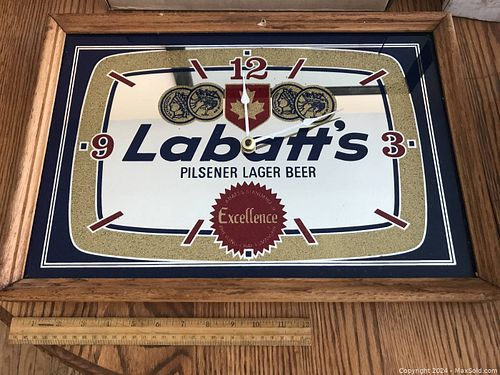 12
9
Labatt's
3
PILSENER LAGER BEER
Excellence
Copyright © 2024 - MaxSold.com